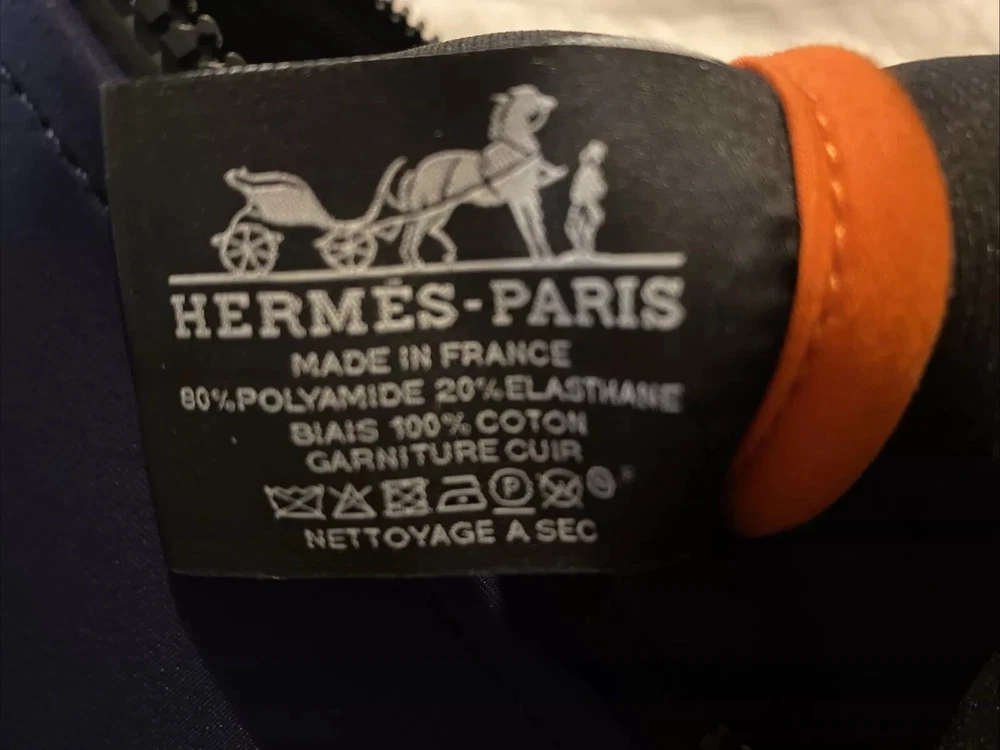 HERMÈS-PARIS
MADE IN FRANCE
80%POLYAMIDE 20%ELASTHANE
BIAIS 100% COTON
GARNITURE CUIR
P
NETTOYAGE A SEC